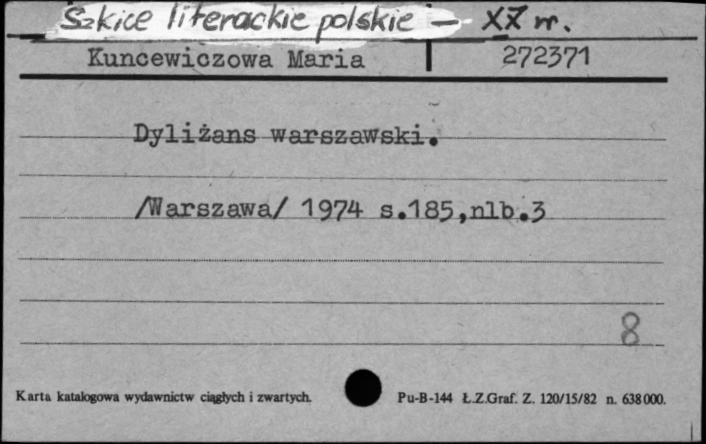 Szkice literackie polskie - XX w.
Kuncewiczowa Maria 272371
Dyliżans warszawski.
/Warszawa/ 1974 s.185,nlb.3
8
Karta katalogowa wydawnictw ciągłych i zwartych. Pu-B-144 Ł.Z.Graf. Z. 120/15/82 n. 638000.